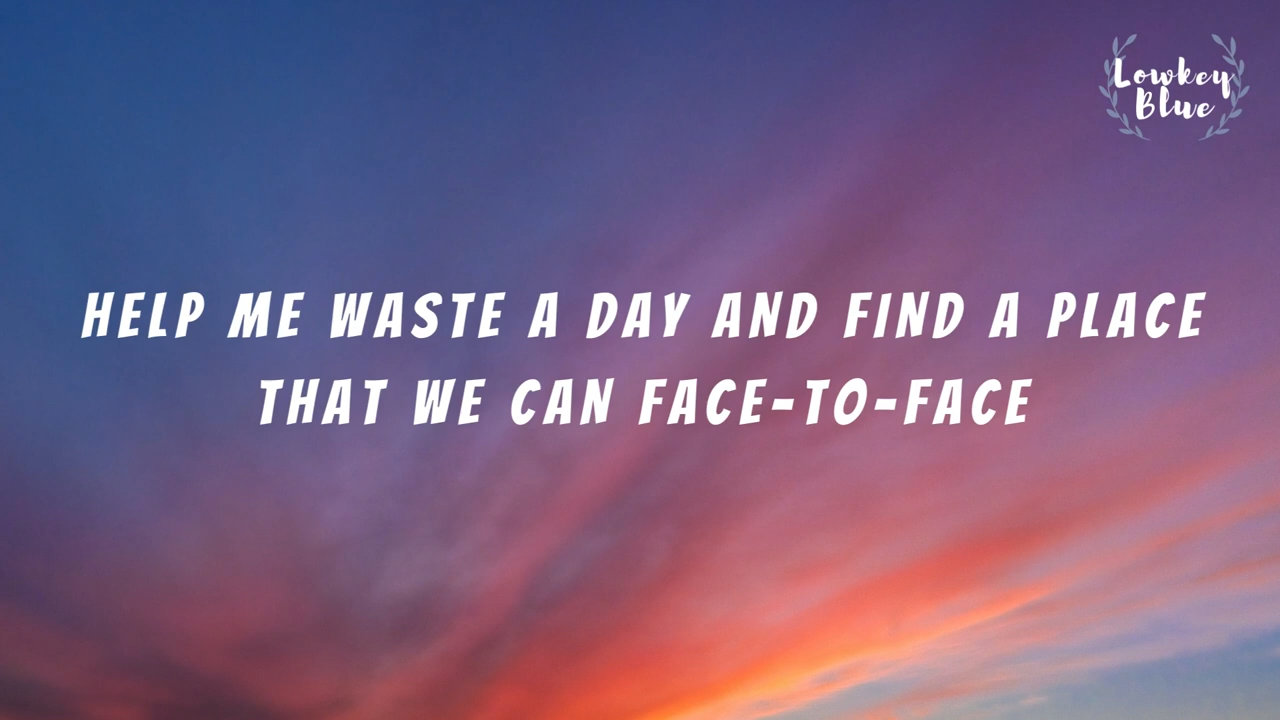 Lowkey
Blue
HELP ME WASTE A DAY AND FIND A PLACE
THAT WE CAN FACE-TO-FACE